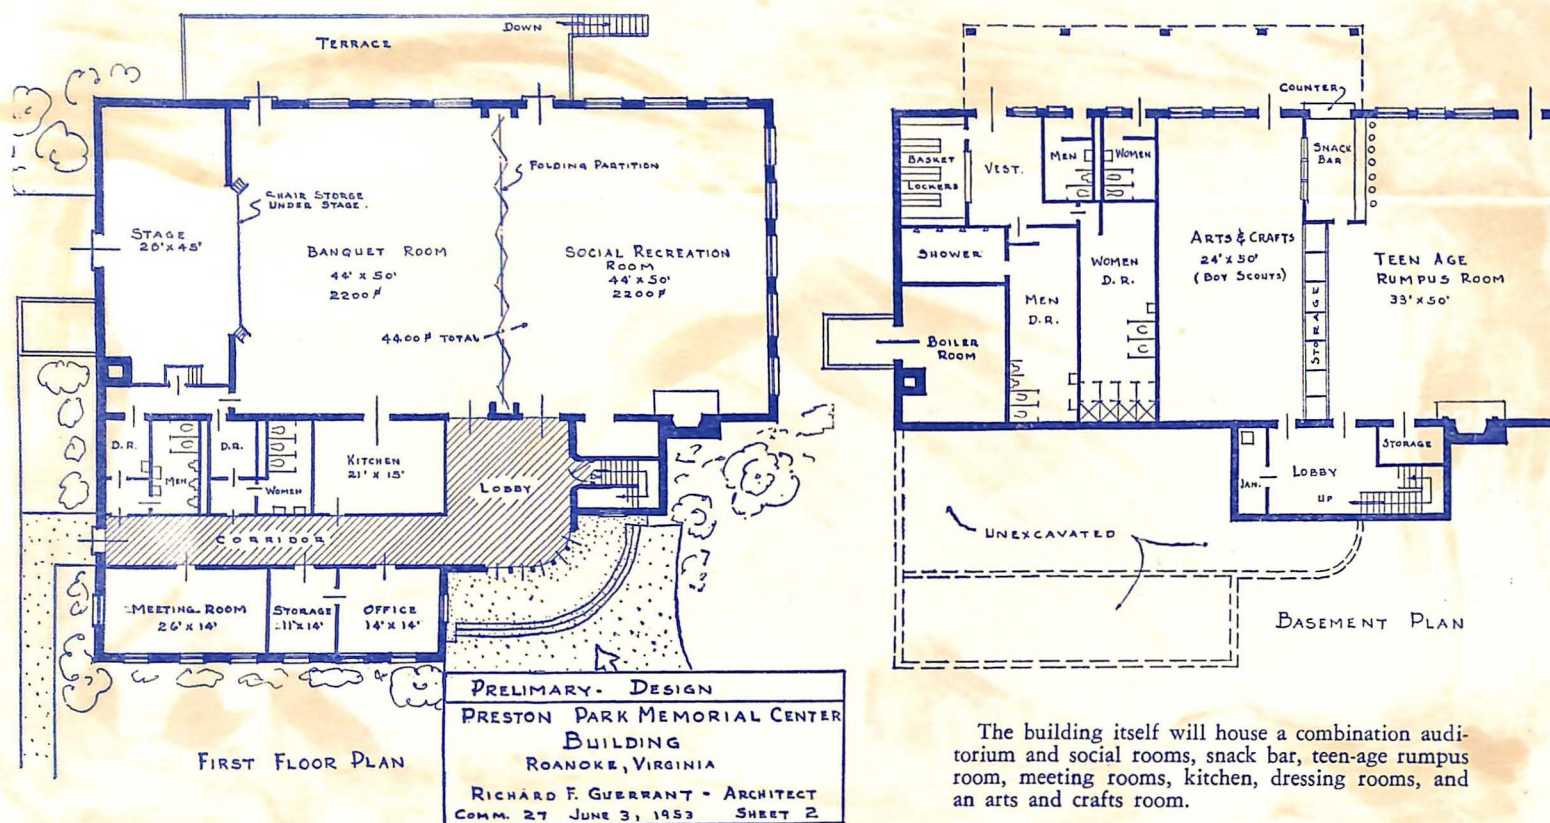 TERRACE
DOWN
FOLDING PARTITION
CHAIR STORGE
UNDER STAGE.
STAGE
20' X 45'
BANQUET ROOM
44' X 50'
2200 #
SOCIAL RECREATION
ROOM
44' X 50'
2200 #
4400 # TOTAL
D.R.
MEN
D.R.
WOMEN
KITCHEN
21' X 15'
LOBBY
CORRIDOR
MEETING ROOM
26' X 14'
STORAGE
11' X 14'
OFFICE
14' X 14'
FIRST FLOOR PLAN
PRELIMARY - DESIGN
PRESTON PARK MEMORIAL CENTER
BUILDING
ROANOKE, VIRGINIA
RICHARD F. GUERRANT - ARCHITECT
COMM. 27 JUNE 3, 1953 SHEET 2
COUNTER
BASKET
LOCKERS
VEST.
MEN
WOMEN
SNACK
BAR
SHOWER
MEN
D.R.
WOMEN
D.R.
ARTS & CRAFTS
24' X 50'
(BOY SCOUTS)
TEEN AGE
RUMPUS ROOM
33' X 50'
STORAGE
BOILER
ROOM
JAN.
LOBBY
UP
STORAGE
UNEXCAVATED
BASEMENT PLAN
The building itself will house a combination audi-
torium and social rooms, snack bar, teen-age rumpus
room, meeting rooms, kitchen, dressing rooms, and
an arts and crafts room.